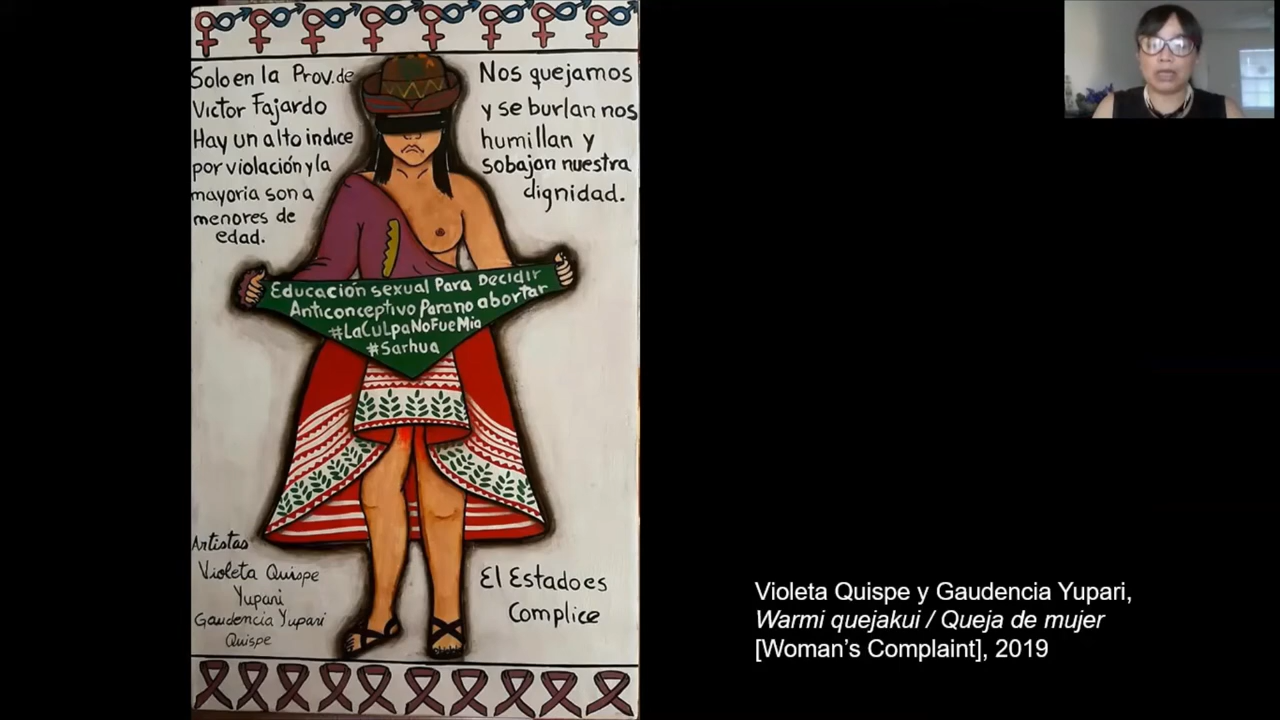 Solo en la Prov. de
Victor Fajardo
Hay un alto indice
por violación y la
mayoria son a
menores de
edad.
Nos quejamos
y se burlan nos
humillan y
sobajan nuestra
dignidad.
Educación sexual Para Decidir
Anticonceptivo Para no abortar
#LaCuLpaNoFueMia
#Sarhua
Artistas
Violeta Quispe
Yupari
Gaudencia Yupari
Quispe
El Estado es
Complice
Violeta Quispe y Gaudencia Yupari,
Warmi quejakui / Queja de mujer
[Woman's Complaint], 2019